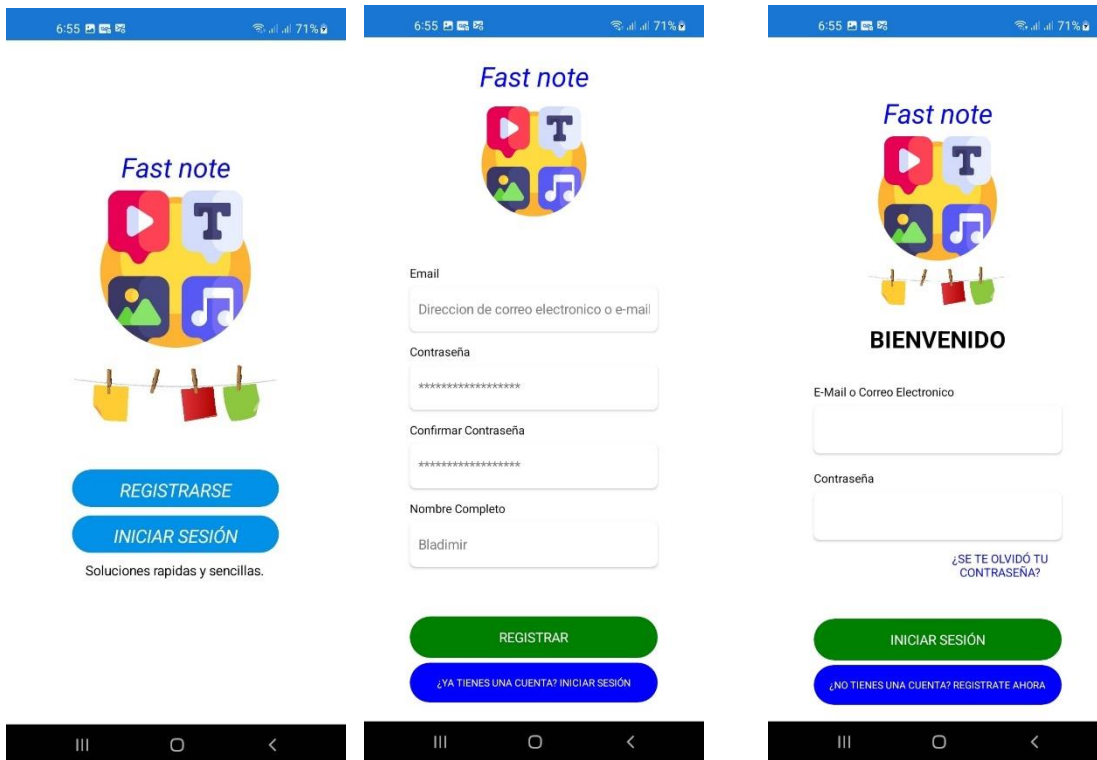 6:55
71%
Fast note
T
REGISTRARSE
INICIAR SESIÓN
Soluciones rapidas y sencillas.
6:55
71%
Fast note
T
Email
Direccion de correo electronico o e-mail
Contraseña
******************
Confirmar Contraseña
******************
Nombre Completo
Bladimir
REGISTRAR
¿YA TIENES UNA CUENTA? INICIAR SESIÓN
6:55
71%
Fast note
T
BIENVENIDO
E-Mail o Correo Electronico
Contraseña
¿SE TE OLVIDÓ TU
CONTRASEÑA?
INICIAR SESIÓN
¿NO TIENES UNA CUENTA? REGISTRATE AHORA